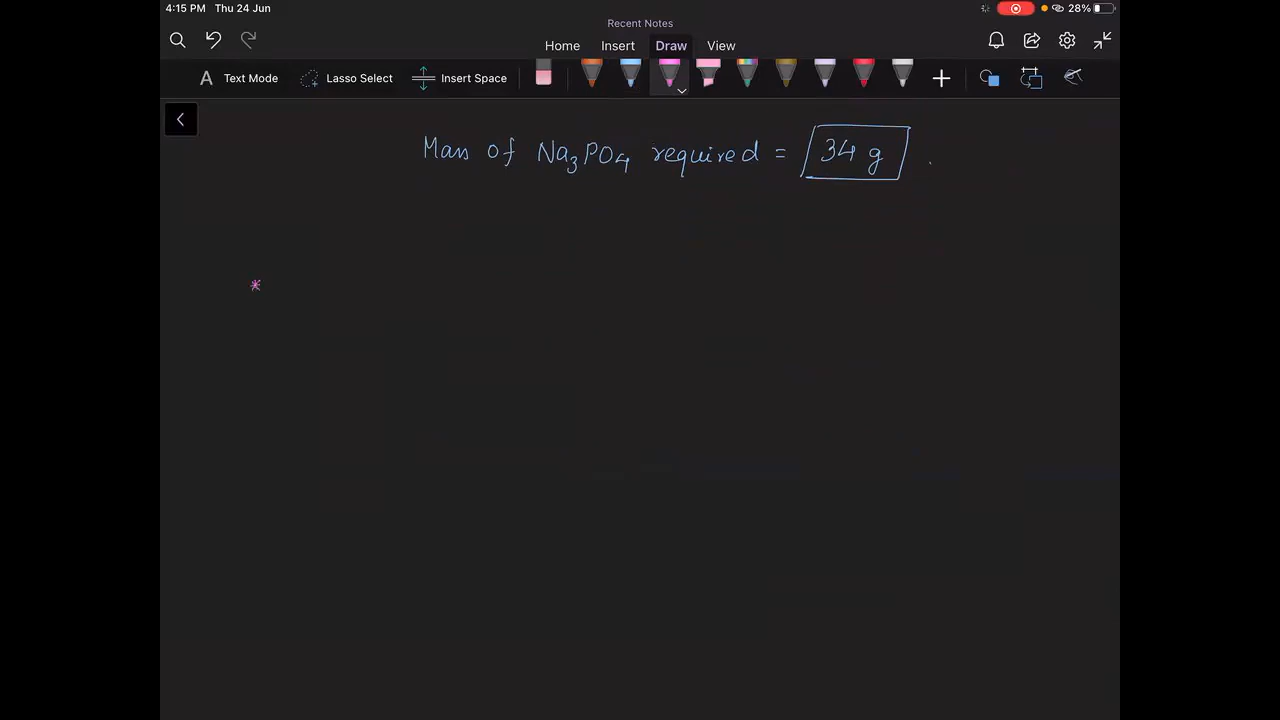 4:15 PM Thu 24 Jun 28%
Recent Notes
Home Insert Draw View
A Text Mode Lasso Select Insert Space
Mass of Na₃PO₄ required = 34 g .
*